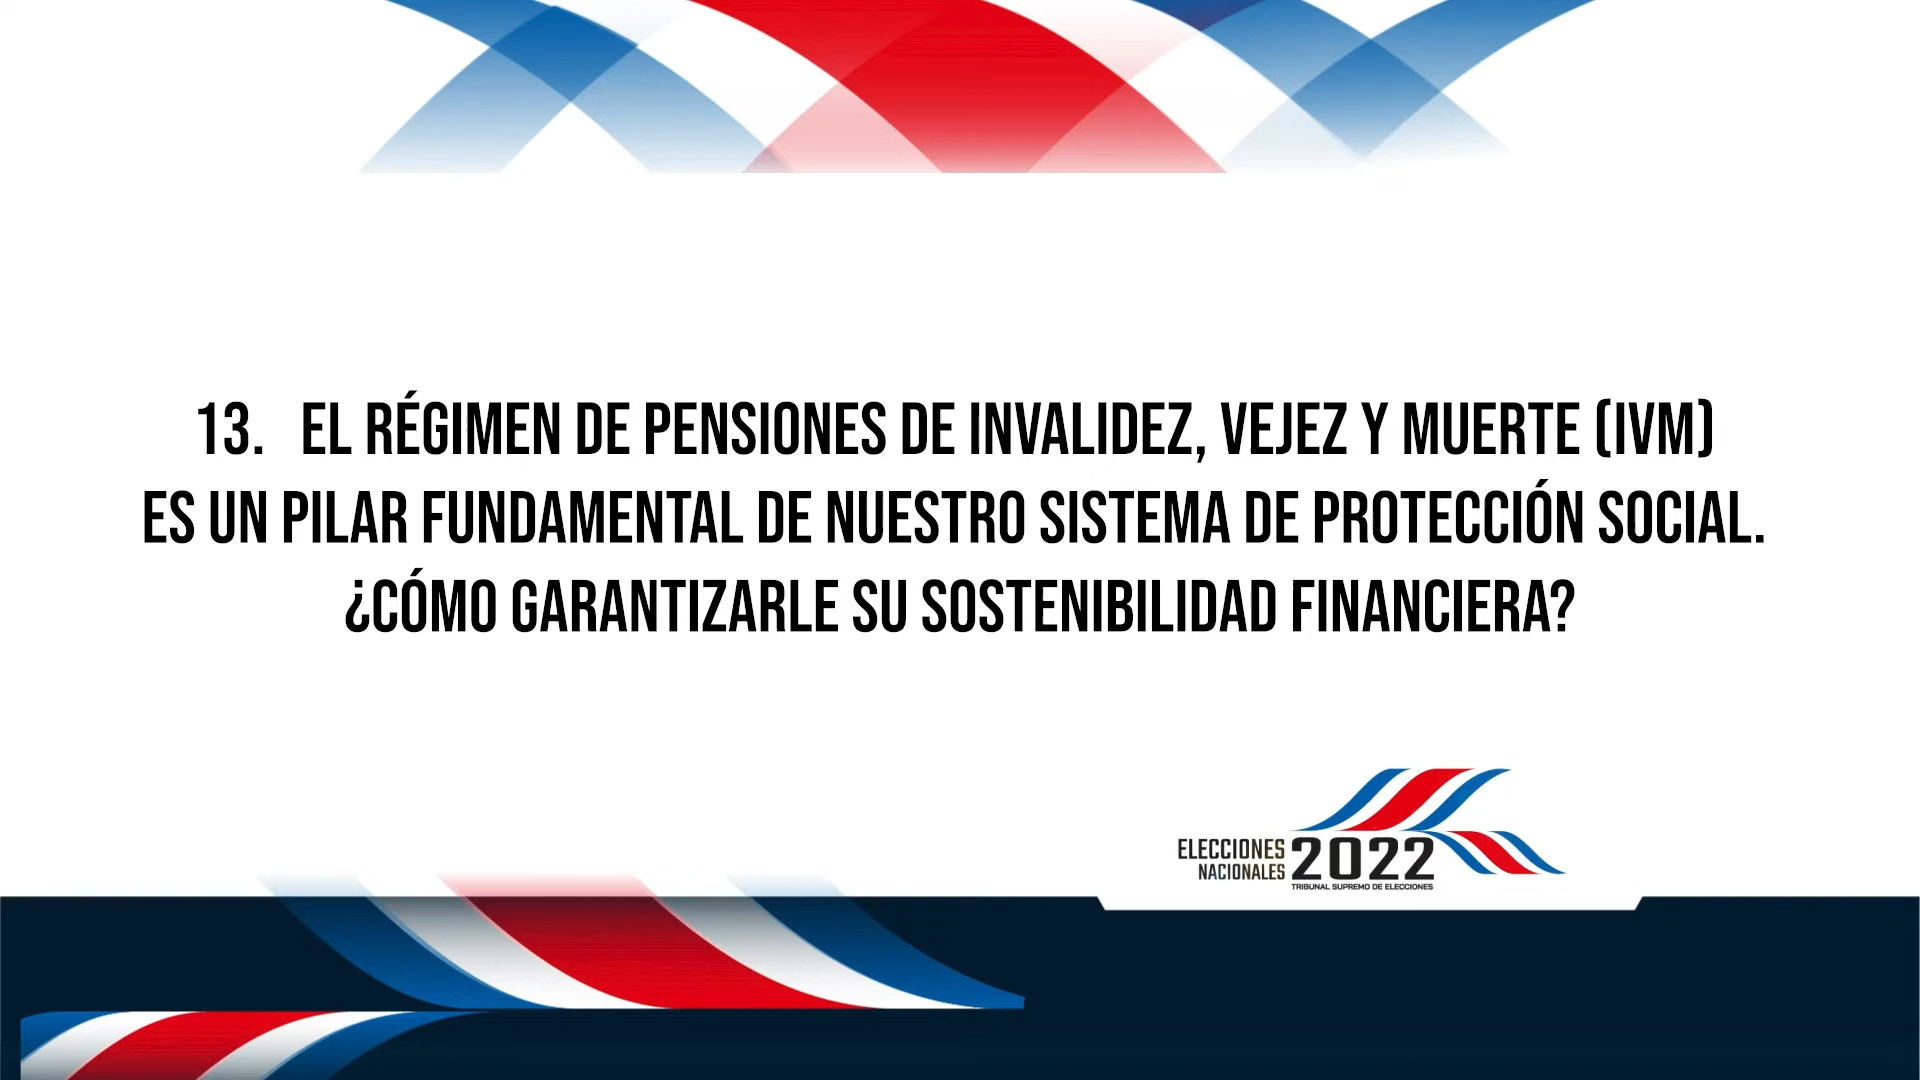 13. EL RÉGIMEN DE PENSIONES DE INVALIDEZ, VEJEZ Y MUERTE (IVM)
ES UN PILAR FUNDAMENTAL DE NUESTRO SISTEMA DE PROTECCIÓN SOCIAL.
¿CÓMO GARANTIZARLE SU SOSTENIBILIDAD FINANCIERA?
ELECCIONES
NACIONALES
2022
TRIBUNAL SUPREMO DE ELECCIONES